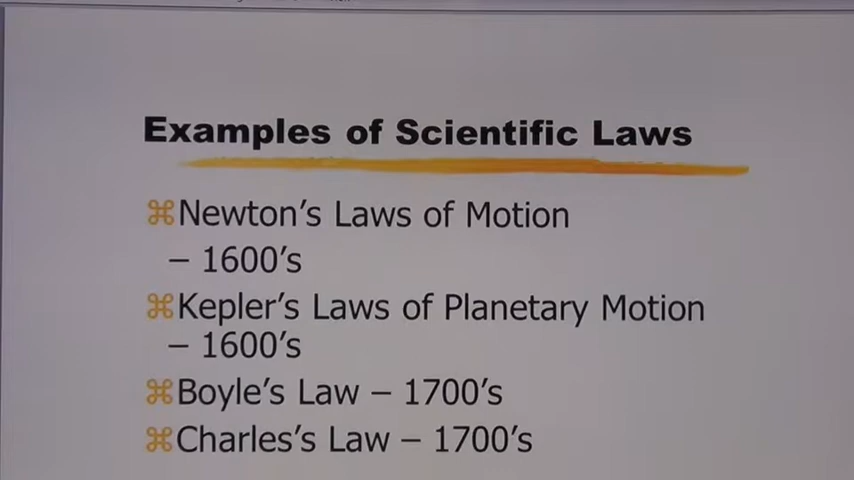 Examples of Scientific Laws
⌘Newton's Laws of Motion
– 1600's
⌘Kepler's Laws of Planetary Motion
– 1600's
⌘Boyle's Law – 1700's
⌘Charles's Law – 1700's